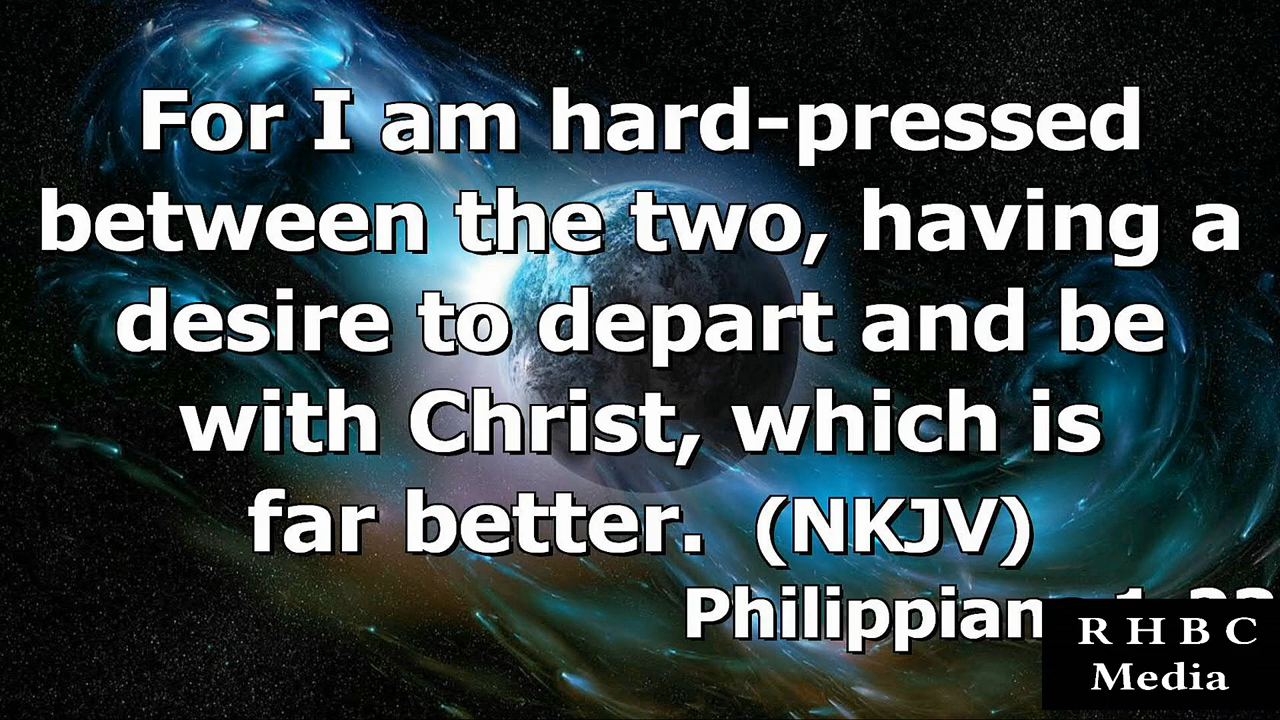 For I am hard-pressed
between the two, having a
desire to depart and be
with Christ, which is
far better. (NKJV)
R H B C
Media